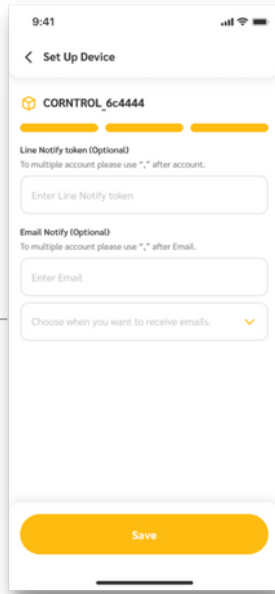 9:41
Set Up Device
CORNTROL_6c4444
Line Notify token (Optional)
To multiple account please use "," after account.
Enter Line Notify token
Email Notify (Optional)
To multiple account please use "," after Email.
Enter Email
Choose when you want to receive emails.
Save